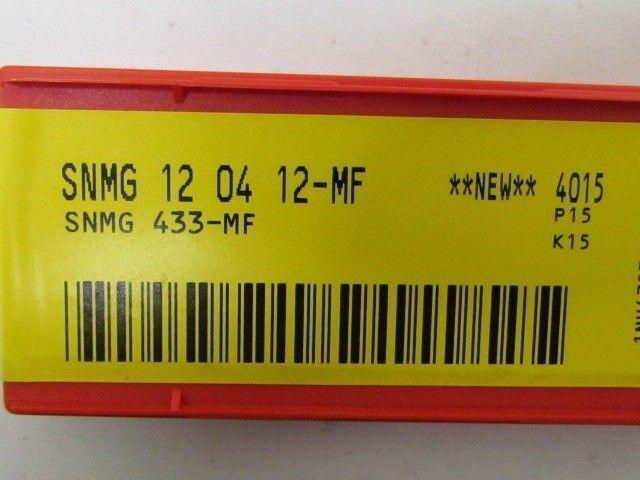 SNMG 12 04 12-MF **NEW** 4015
SNMG 433-MF P15
K15